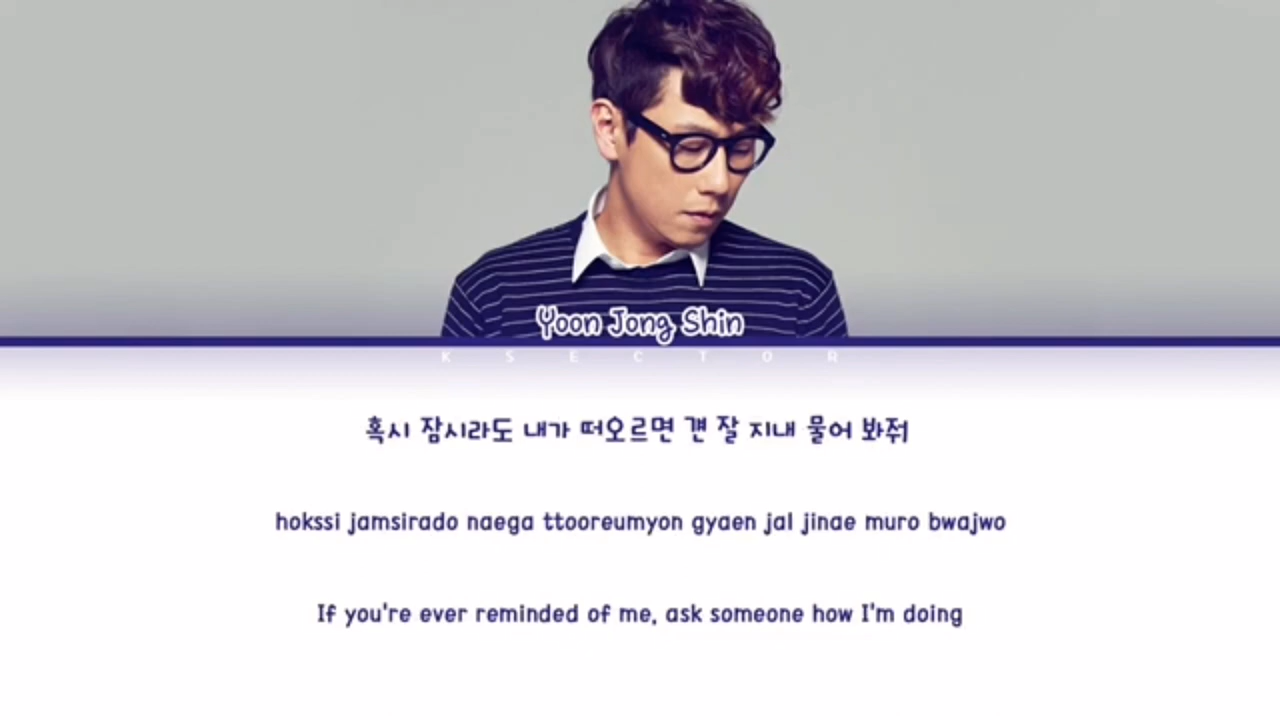 Yoon Jong Shin
K SECTOR
혹시 잠시라도 내가 떠오르면 걘 잘 지내 물어 봐줘
hokssi jamsirado naega ttooreumyon gyaen jal jinae muro bwajwo
If you're ever reminded of me, ask someone how I'm doing